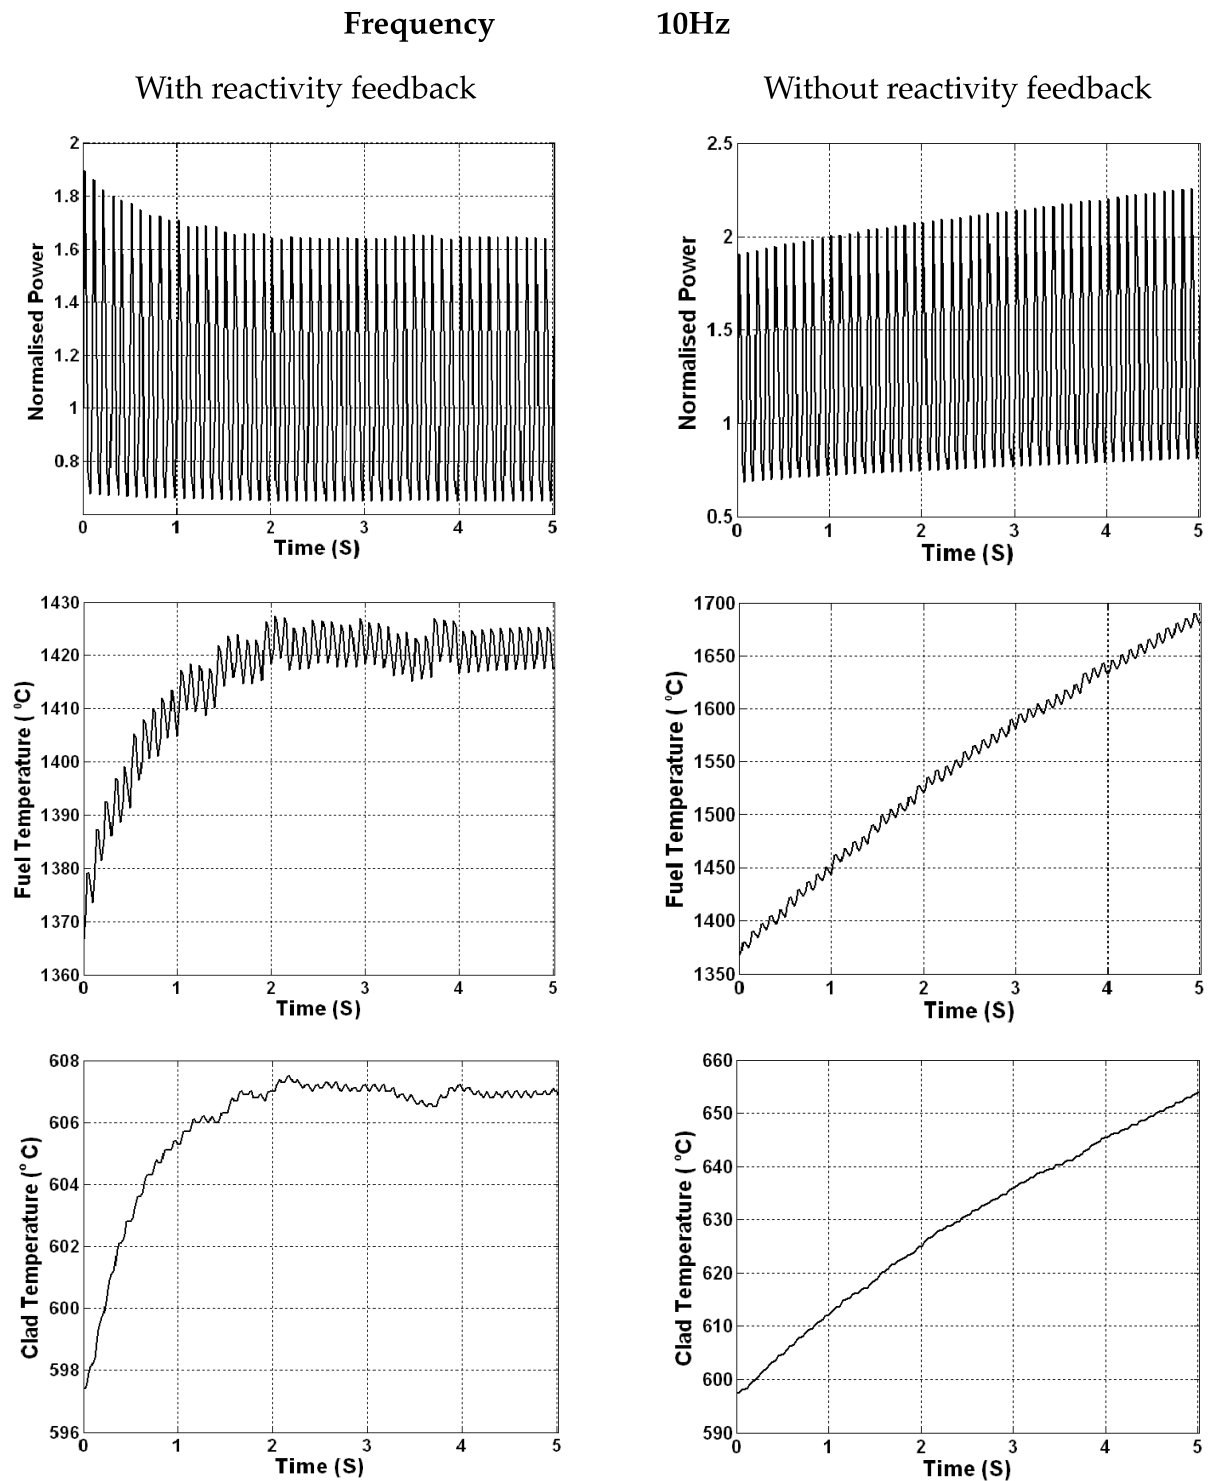 Frequency 10Hz
With reactivity feedback Without reactivity feedback
2
1.8
1.6
1.4
1.2
1
0.8
Normalised Power
0 1 2 3 4 5
Time (S)
2.5
2
1.5
1
0.5
Normalised Power
0 1 2 3 4 5
Time (S)
1430
1420
1410
1400
1390
1380
1370
1360
Fuel Temperature ( ⁰C)
0 1 2 3 4 5
Time (S)
1700
1650
1600
1550
1500
1450
1400
1350
Fuel Temperature ( ⁰C)
0 1 2 3 4 5
Time (S)
608
606
604
602
600
598
596
Clad Temperature (⁰ C)
0 1 2 3 4 5
Time (S)
660
650
640
630
620
610
600
590
Clad Temperature ( ⁰C)
0 1 2 3 4 5
Time (S)